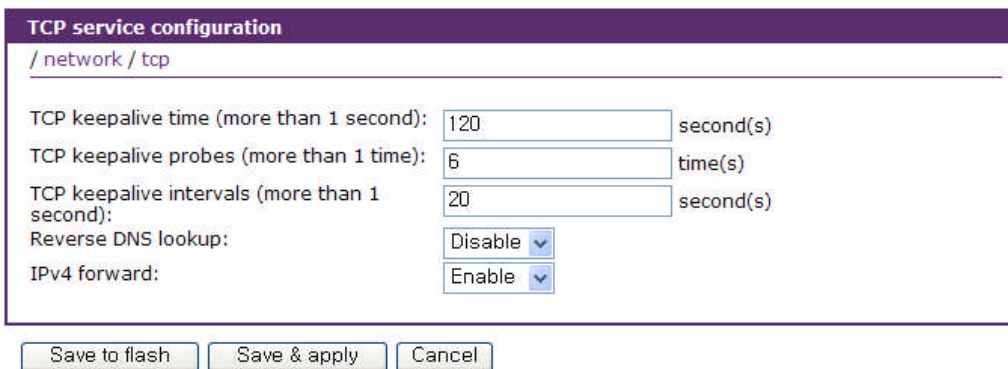 TCP service configuration
/ network / tcp
TCP keepalive time (more than 1 second): 120 second(s)
TCP keepalive probes (more than 1 time): 6 time(s)
TCP keepalive intervals (more than 1
second): 20 second(s)
Reverse DNS lookup: Disable
IPv4 forward: Enable
Save to flash Save & apply Cancel